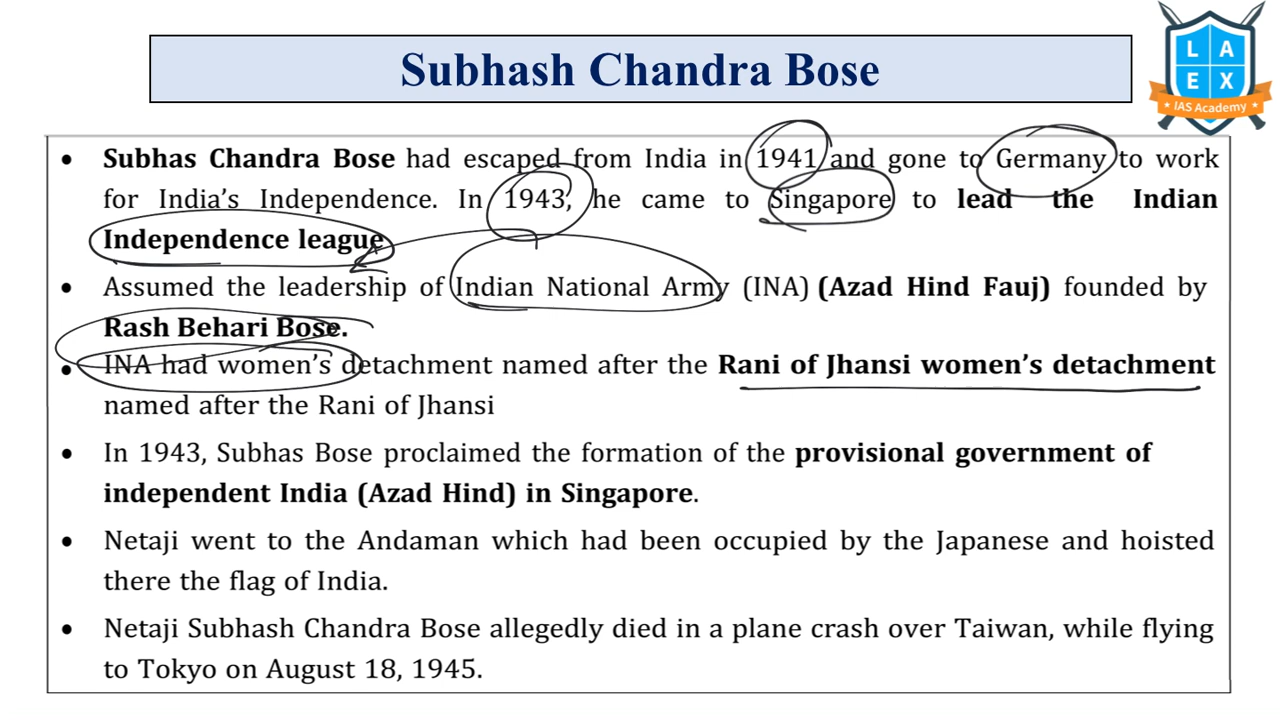 Subhash Chandra Bose
L A
E X
IAS Academy
• Subhas Chandra Bose had escaped from India in 1941 and gone to Germany to work
for India’s Independence. In 1943, he came to Singapore to lead the Indian
Independence league
• Assumed the leadership of Indian National Army (INA) (Azad Hind Fauj) founded by
Rash Behari Bose.
• INA had women’s detachment named after the Rani of Jhansi women’s detachment
named after the Rani of Jhansi
• In 1943, Subhas Bose proclaimed the formation of the provisional government of
independent India (Azad Hind) in Singapore.
• Netaji went to the Andaman which had been occupied by the Japanese and hoisted
there the flag of India.
• Netaji Subhash Chandra Bose allegedly died in a plane crash over Taiwan, while flying
to Tokyo on August 18, 1945.